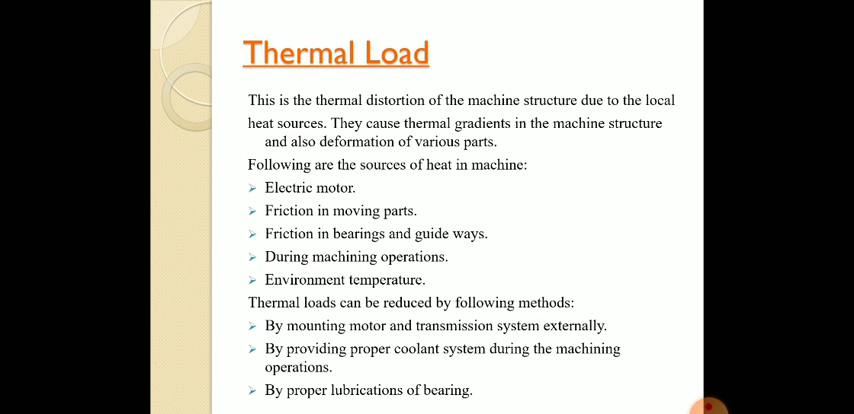 Thermal Load
This is the thermal distortion of the machine structure due to the local
heat sources. They cause thermal gradients in the machine structure
and also deformation of various parts.
Following are the sources of heat in machine:
➢ Electric motor.
➢ Friction in moving parts.
➢ Friction in bearings and guide ways.
➢ During machining operations.
➢ Environment temperature.
Thermal loads can be reduced by following methods:
➢ By mounting motor and transmission system externally.
➢ By providing proper coolant system during the machining
operations.
➢ By proper lubrications of bearing.